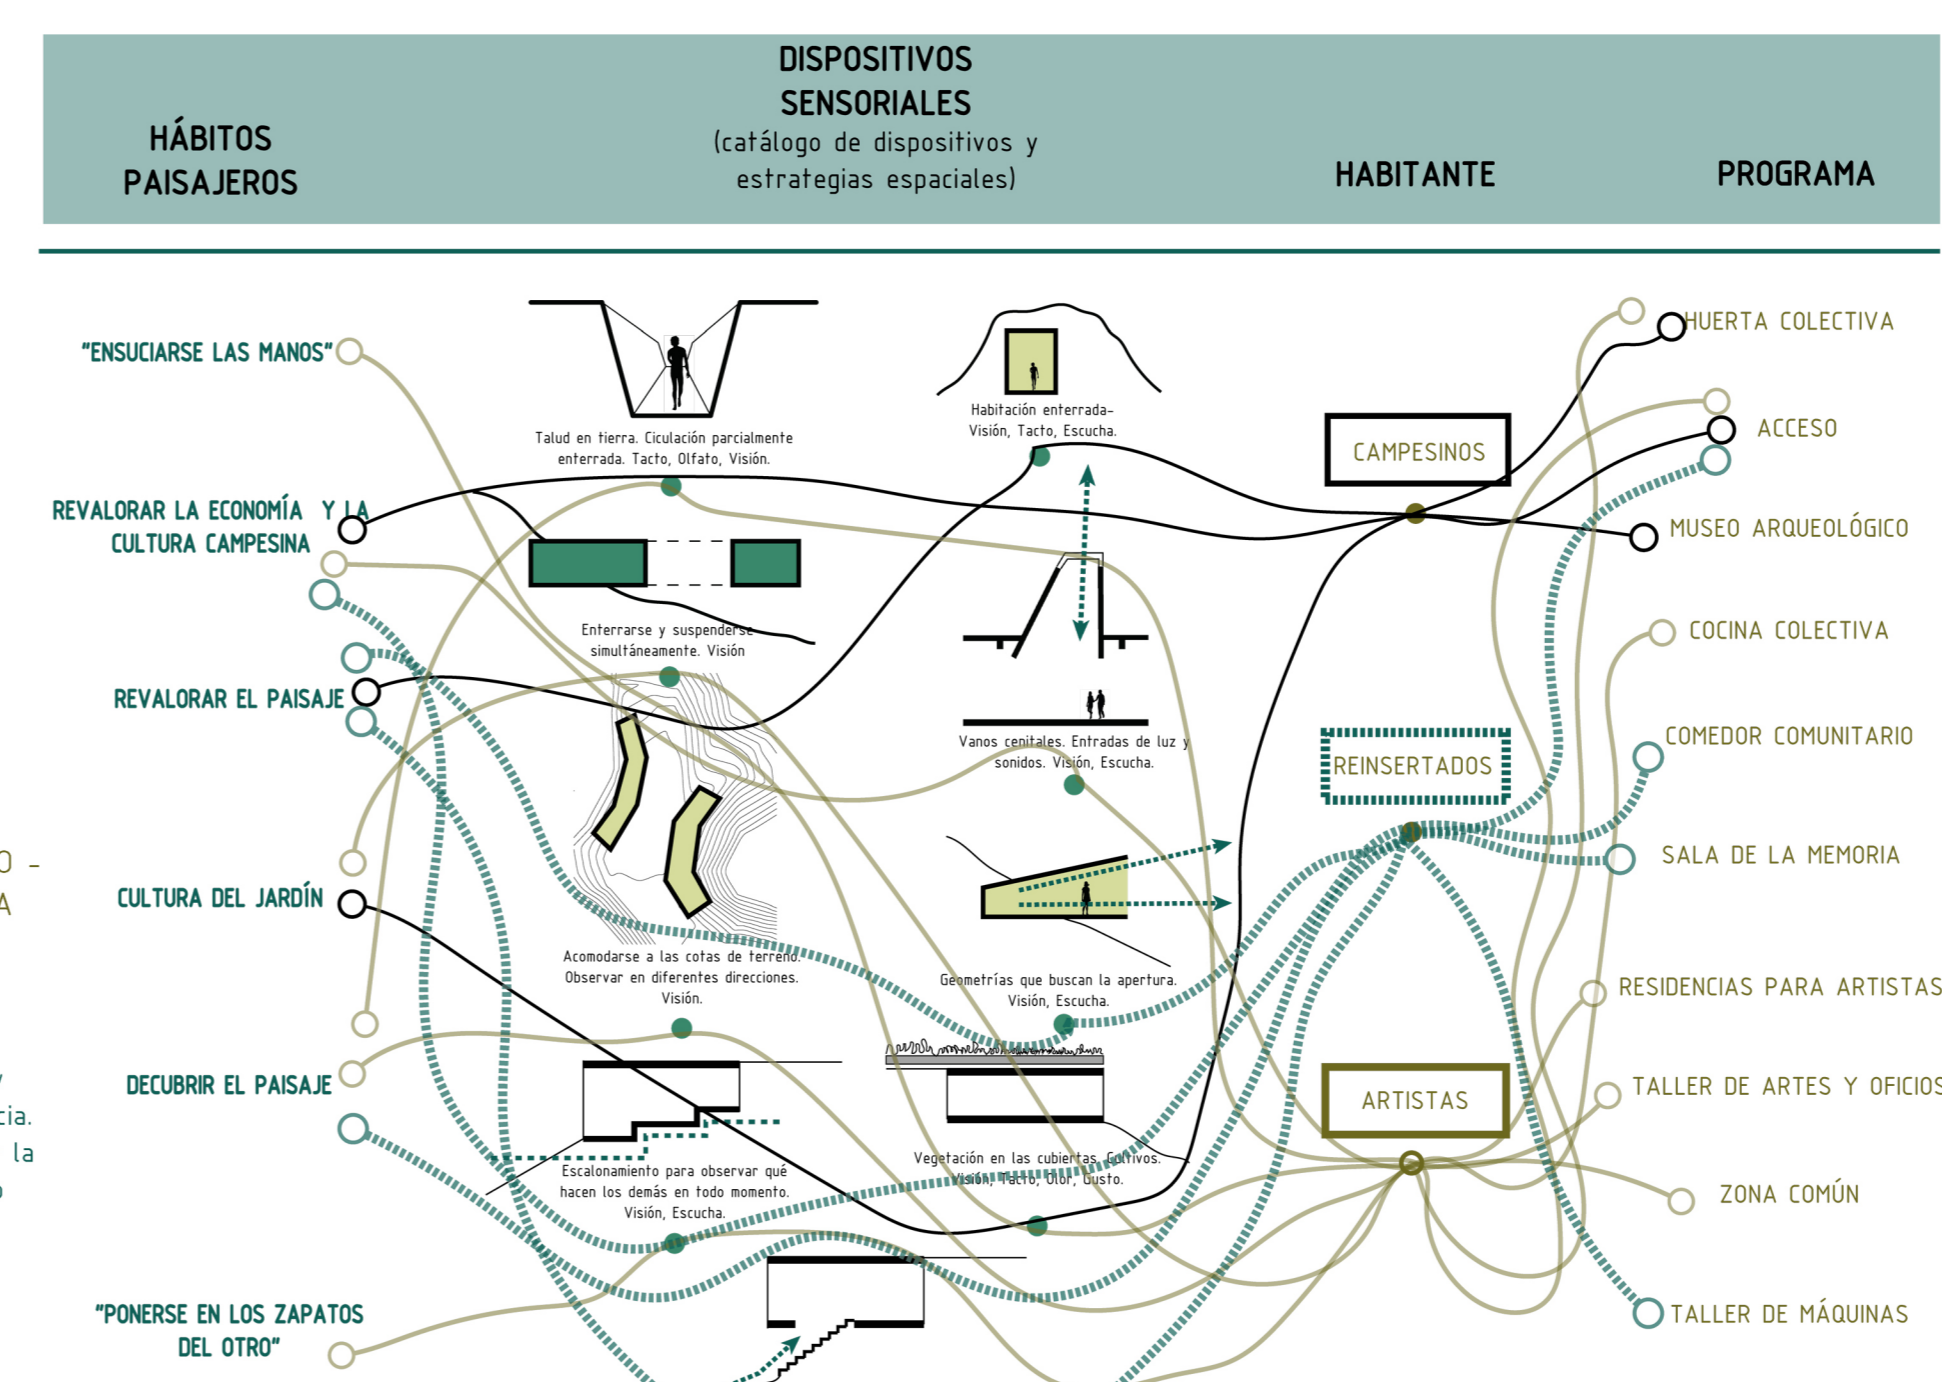 HÁBITOS
PAISAJEROS
DISPOSITIVOS
SENSORIALES
(catálogo de dispositivos y
estrategias espaciales)
HABITANTE
PROGRAMA
"ENSUCIARSE LAS MANOS"
REVALORAR LA ECONOMÍA Y LA
CULTURA CAMPESINA
REVALORAR EL PAISAJE
CULTURA DEL JARDÍN
DECUBRIR EL PAISAJE
"PONERSE EN LOS ZAPATOS
DEL OTRO"
O -
A
cia.
la
Talud en tierra. Ciculación parcialmente
enterrada. Tacto, Olfato, Visión.
Enterrarse y suspenderse
simultáneamente. Visión
Acomodarse a las cotas de terreno.
Observar en diferentes direcciones.
Visión.
Escalonamiento para observar qué
hacen los demás en todo momento.
Visión, Escucha.
Habitación enterrada-
Visión, Tacto, Escucha.
Vanos cenitales. Entradas de luz y
sonidos. Visión, Escucha.
Geometrías que buscan la apertura.
Visión, Escucha.
Vegetación en las cubiertas. Cultivos.
Visión, Tacto, Olor, Gusto.
CAMPESINOS
REINSERTADOS
ARTISTAS
HUERTA COLECTIVA
ACCESO
MUSEO ARQUEOLÓGICO
COCINA COLECTIVA
COMEDOR COMUNITARIO
SALA DE LA MEMORIA
RESIDENCIAS PARA ARTISTAS
TALLER DE ARTES Y OFICIOS
ZONA COMÚN
TALLER DE MÁQUINAS